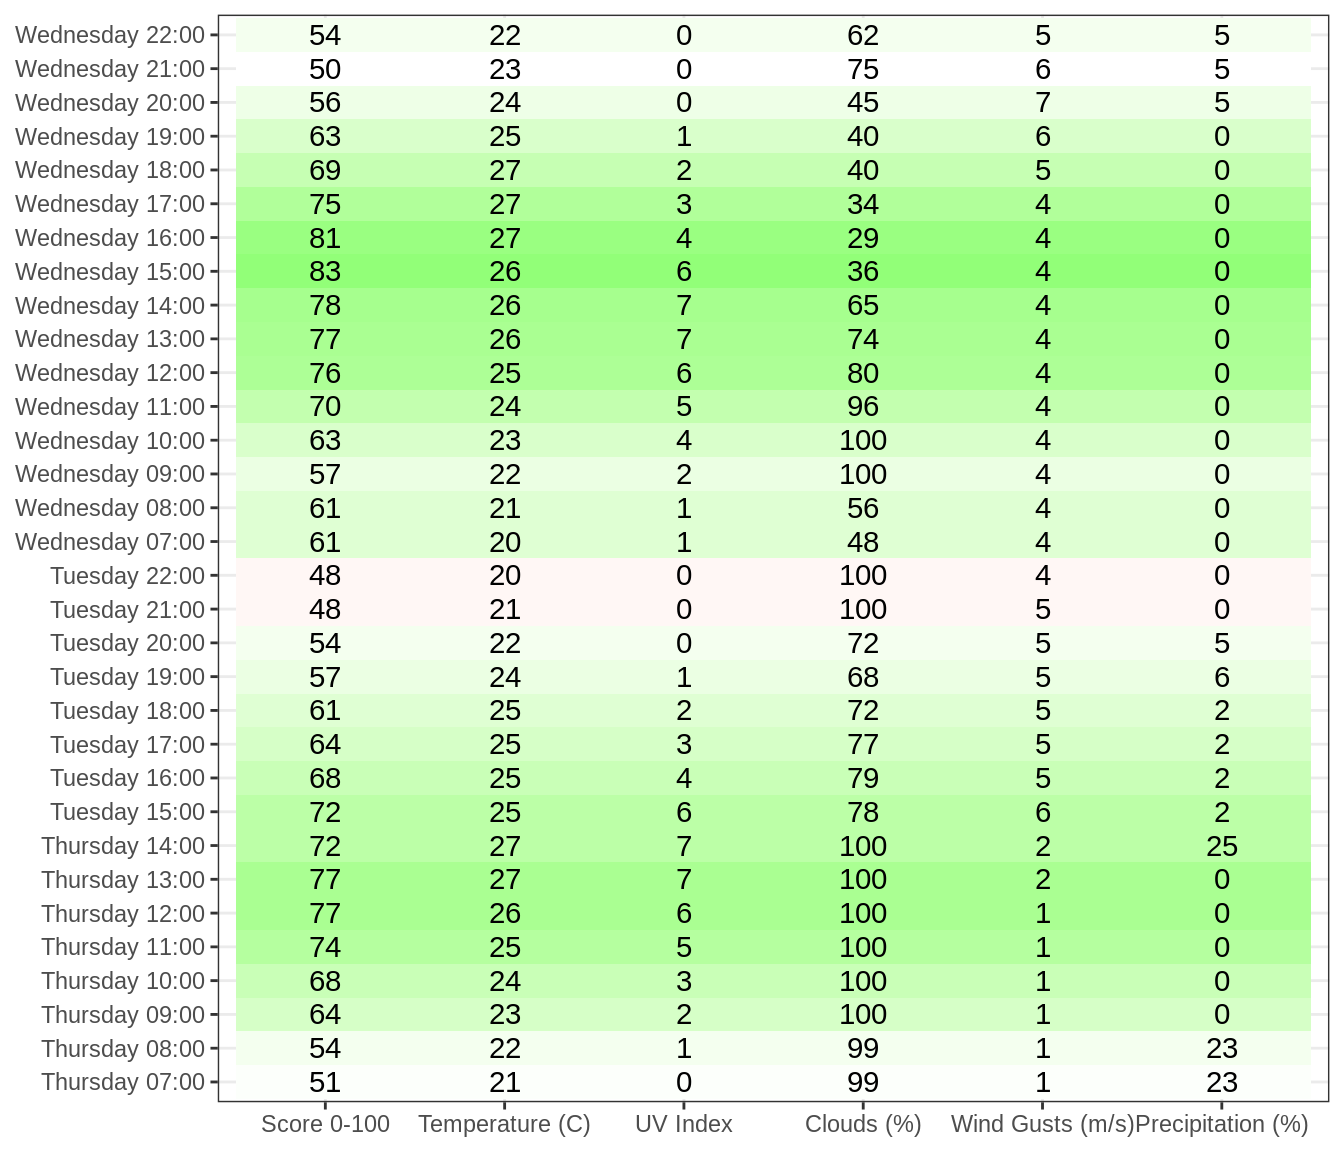 Wednesday 22:00 54 22 0 62 5 5
Wednesday 21:00 50 23 0 75 6 5
Wednesday 20:00 56 24 0 45 7 5
Wednesday 19:00 63 25 1 40 6 0
Wednesday 18:00 69 27 2 40 5 0
Wednesday 17:00 75 27 3 34 4 0
Wednesday 16:00 81 27 4 29 4 0
Wednesday 15:00 83 26 6 36 4 0
Wednesday 14:00 78 26 7 65 4 0
Wednesday 13:00 77 26 7 74 4 0
Wednesday 12:00 76 25 6 80 4 0
Wednesday 11:00 70 24 5 96 4 0
Wednesday 10:00 63 23 4 100 4 0
Wednesday 09:00 57 22 2 100 4 0
Wednesday 08:00 61 21 1 56 4 0
Wednesday 07:00 61 20 1 48 4 0
Tuesday 22:00 48 20 0 100 4 0
Tuesday 21:00 48 21 0 100 5 0
Tuesday 20:00 54 22 0 72 5 5
Tuesday 19:00 57 24 1 68 5 6
Tuesday 18:00 61 25 2 72 5 2
Tuesday 17:00 64 25 3 77 5 2
Tuesday 16:00 68 25 4 79 5 2
Tuesday 15:00 72 25 6 78 6 2
Thursday 14:00 72 27 7 100 2 25
Thursday 13:00 77 27 7 100 2 0
Thursday 12:00 77 26 6 100 1 0
Thursday 11:00 74 25 5 100 1 0
Thursday 10:00 68 24 3 100 1 0
Thursday 09:00 64 23 2 100 1 0
Thursday 08:00 54 22 1 99 1 23
Thursday 07:00 51 21 0 99 1 23
Score 0-100 Temperature (C) UV Index Clouds (%) Wind Gusts (m/s) Precipitation (%)